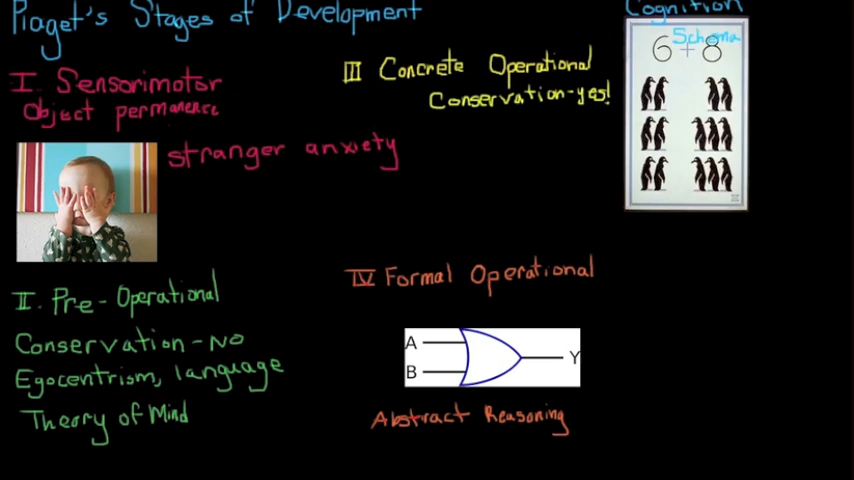 Piaget's Stages of Development
I. Sensorimotor
Object permanence
stranger anxiety
II. Pre-Operational
Conservation-No
Egocentrism, language
Theory of Mind
III Concrete Operational
Conservation-yes!
IV Formal Operational
A
B
Y
Abstract Reasoning
Cognition
Schema
6+8